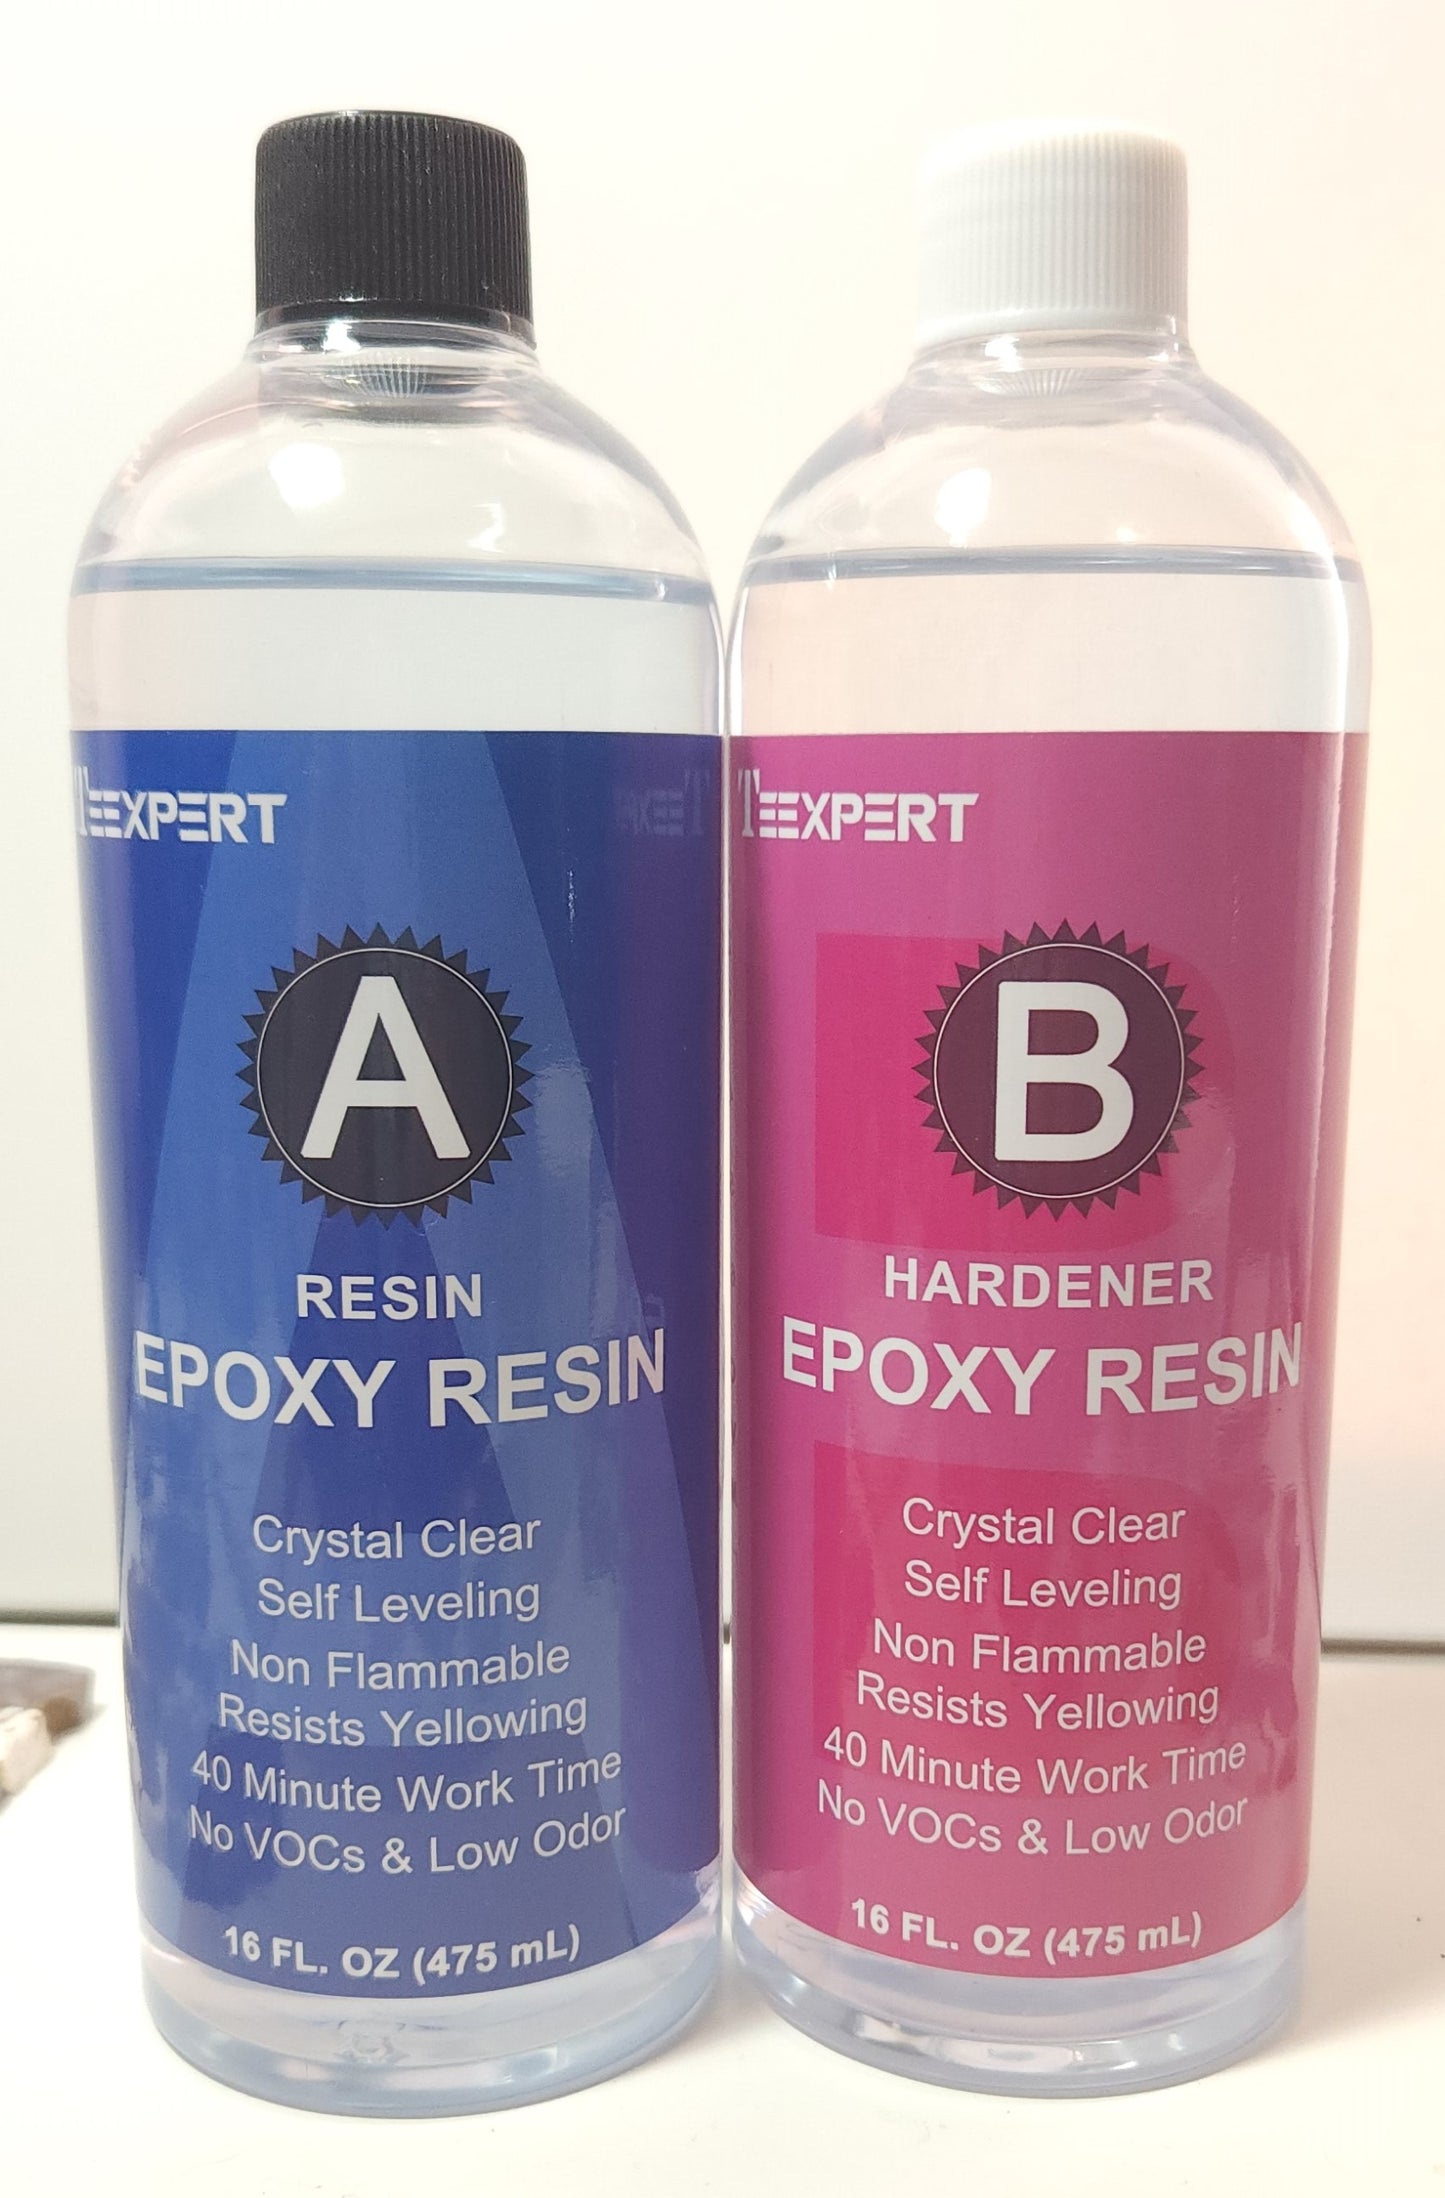 TEEXPERT
A
RESIN
EPOXY RESIN
Crystal Clear
Self Leveling
Non Flammable
Resists Yellowing
40 Minute Work Time
No VOCs & Low Odor
16 FL. OZ (475 mL)
TEEXPERT
B
HARDENER
EPOXY RESIN
Crystal Clear
Self Leveling
Non Flammable
Resists Yellowing
40 Minute Work Time
No VOCs & Low Odor
16 FL. OZ (475 mL)